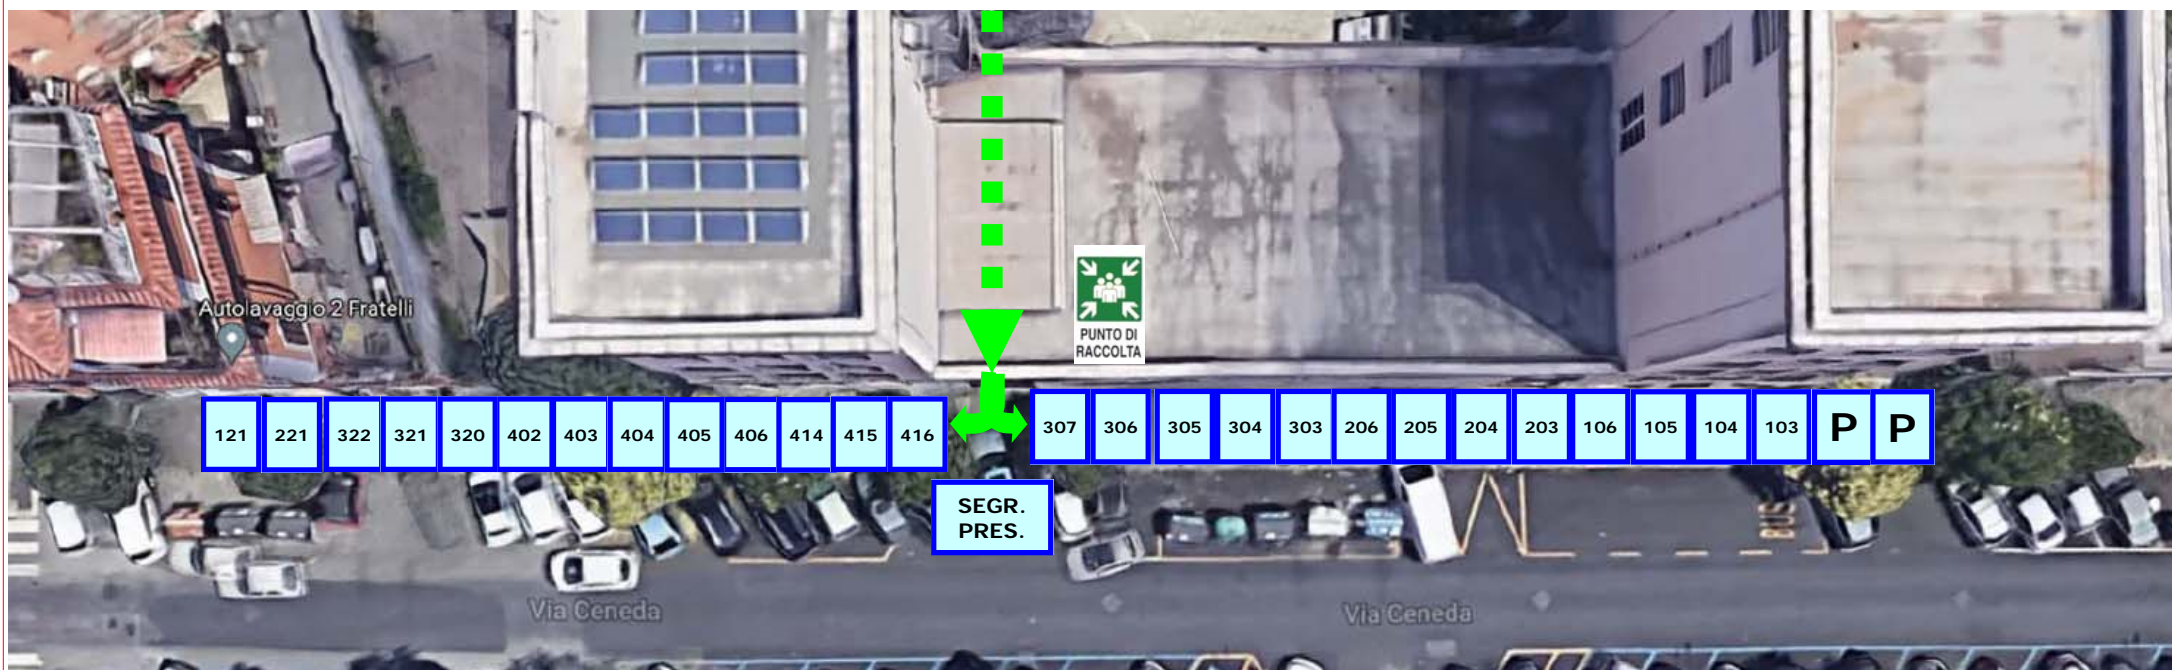 Autolavaggio 2 Fratelli
PUNTO DI
RACCOLTA
121 221 322 321 320 402 403 404 405 406 414 415 416
307 306 305 304 303 206 205 204 203 106 105 104 103 P P
SEGR.
PRES.
BUS
Via Ceneda
Via Ceneda